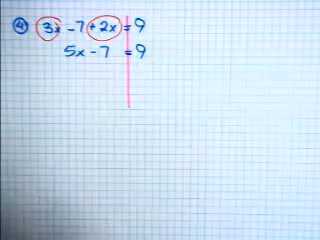 ④ 3x - 7 + 2x = 9
5x - 7 = 9